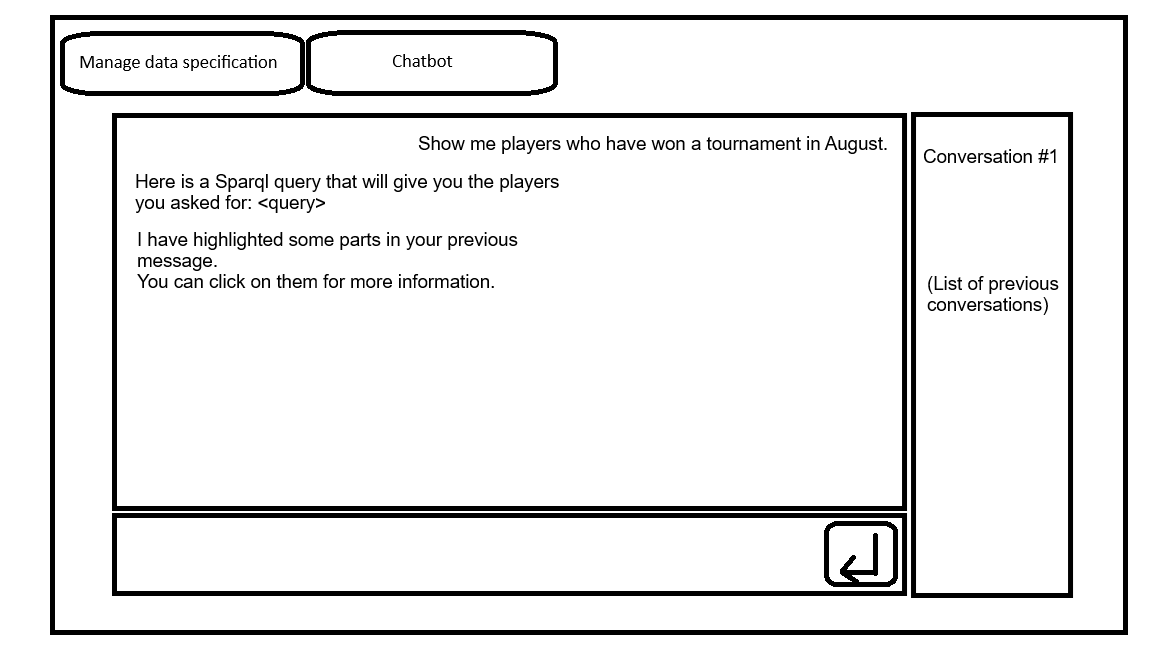 Manage data specification
Chatbot
Show me players who have won a tournament in August.
Here is a Sparql query that will give you the players
you asked for: <query>
I have highlighted some parts in your previous
message.
You can click on them for more information.
Conversation #1
(List of previous
conversations)